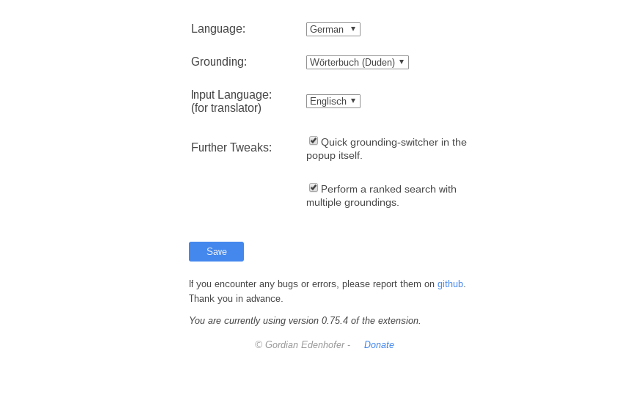 Language: German
Grounding: Wörterbuch (Duden)
Input Language: Englisch
(for translator)
Further Tweaks: Quick grounding-switcher in the
popup itself.
Perform a ranked search with
multiple groundings.
Save
If you encounter any bugs or errors, please report them on github.
Thank you in advance.
You are currently using version 0.75.4 of the extension.
© Gordian Edenhofer - Donate